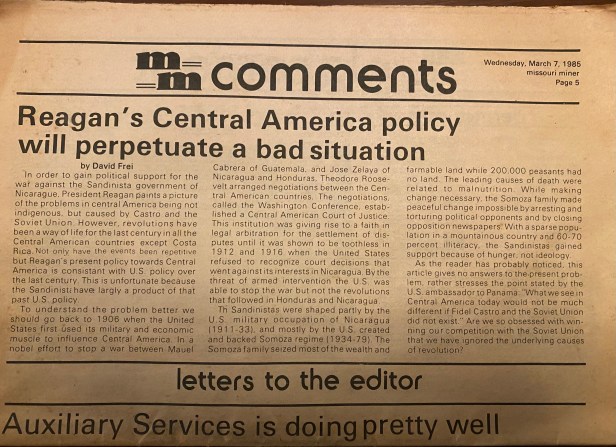 m
m comments
Wednesday, March 7, 1985
missouri miner
Page 5
Reagan's Central America policy
will perpetuate a bad situation
by David Frei
In order to gain political support for the
war against the Sandinista government of
Nicarague, President Reagan paints a picture
of the problems in central America being not
indigenous, but caused by Castro and the
Soviet Union. However, revolutions have
been a way of life for the last century in all the
Central American countries except Costa
Rica. Not only have the events been repetitive
but Reagan's present policy towards Central
America is consistant with U.S. policy over
the last century. This is unfortunate because
the Sandinist have largely a product of that
past U.S. policy.
To understand the problem better we
should go back to 1906 when the United
States first used its military and economic
muscle to influence Central America. In a
nobel effort to stop a war between Mauel
Cabrera of Guatemala, and Jose Zelaya of
Nicaragua and Honduras, Theodore Roose-
velt arranged negotiations between the Cen-
tral American countries. The negotiations,
called the Washington Conference, estab-
lished a Central American Court of Justice.
This institution was giving rise to a faith in
legal arbitration for the settlement of dis-
putes until it was shown to be toothless in
1912 and 1916 when the United States
refused to recognize court decisions that
went against its interests in Nicaragua. By the
threat of armed intervention the U.S. was
able to stop the war but not the revolutions
that followed in Honduras and Nicaragua.
Th Sandinistas were shaped partly by the
U.S. military occupation of Nicaragua
(1911-33), and mostly by the U.S. created
and backed Somoza regime (1934-79). The
Somoza family seized most of the wealth and
farmable land while 200,000 peasants had
no land. The leading causes of death were
related to malnutrition. While making
change necessary, the Somoza family made
peaceful change impossible by arresting and
torturing political opponents and by closing
opposition newspapers. With a sparse popu-
lation in a mountainous country and 60-70
percent illiteracy, the Sandinistas gained
support because of hunger, not ideology.
As the reader has probably noticed, this
article gives no answers to the present prob-
lem, rather stresses the point stated by the
U.S. ambassador to Panama: "What we see in
Central America today would not be much
different if Fidel Castro and the Soviet Union
did not exist." Are we so obsessed with win-
ning our competition with the Soviet Union
that we have ignored the underlying causes
of revolution?
letters to the editor
Auxiliary Services is doing pretty well